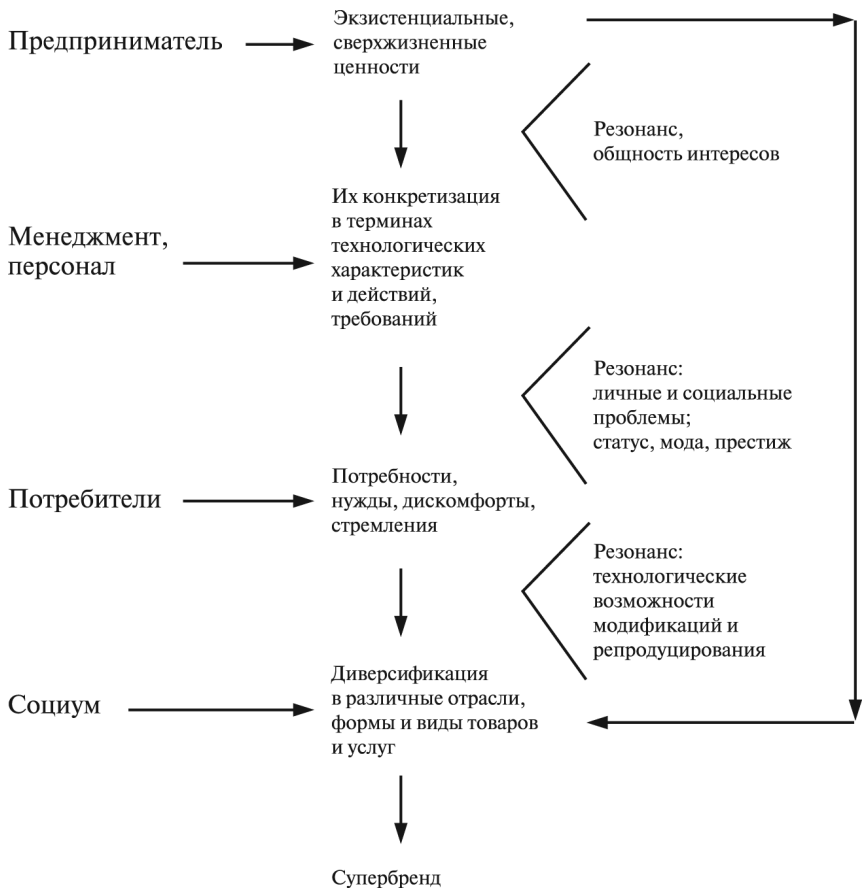 Предприниматель
Экзистенциальные,
сверхжизненные
ценности
Резонанс,
общность интересов
Менеджмент,
персонал
Их конкретизация
в терминах
технологических
характеристик
и действий,
требований
Резонанс:
личные и социальные
проблемы;
статус, мода, престиж
Потребители
Потребности,
нужды, дискомфорты,
стремления
Резонанс:
технологические
возможности
модификаций и
репродуцирования
Социум
Диверсификация
в различные отрасли,
формы и виды товаров
и услуг
Супербренд